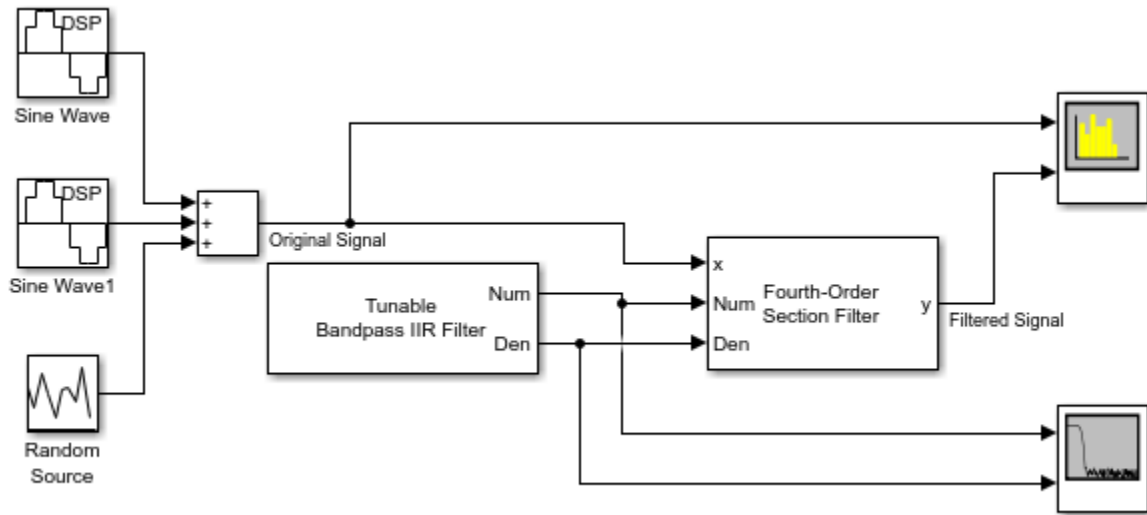 DSP
Sine Wave
DSP
Sine Wave1
+
+
+
Original Signal
Random
Source
Tunable
Bandpass IIR Filter
Num
Den
x
Num
Den
Fourth-Order
Section Filter
y
Filtered Signal